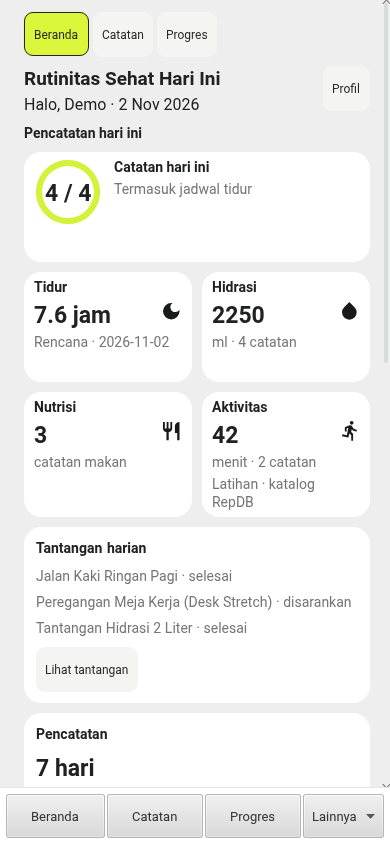 Beranda
Catatan
Progres
Rutinitas Sehat Hari Ini
Halo, Demo · 2 Nov 2026
Profil
Pencatatan hari ini
4 / 4
Catatan hari ini
Termasuk jadwal tidur
Tidur
7.6 jam
Rencana · 2026-11-02
Hidrasi
2250
ml · 4 catatan
Nutrisi
3
catatan makan
Aktivitas
42
menit · 2 catatan
Latihan · katalog
RepDB
Tantangan harian
Jalan Kaki Ringan Pagi · selesai
Peregangan Meja Kerja (Desk Stretch) · disarankan
Tantangan Hidrasi 2 Liter · selesai
Lihat tantangan
Pencatatan
7 hari
Beranda
Catatan
Progres
Lainnya